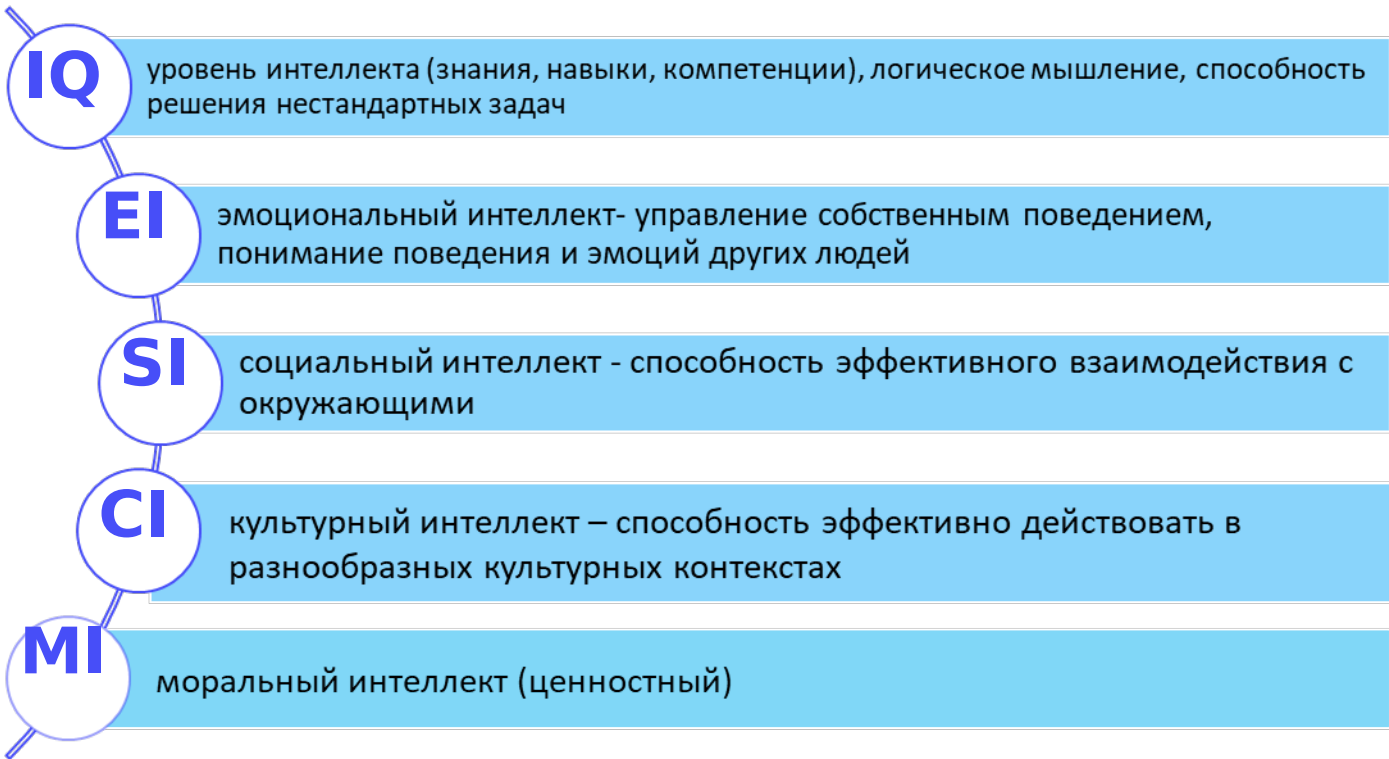 IQ
уровень интеллекта (знания, навыки, компетенции), логическое мышление, способность
решения нестандартных задач
EI
эмоциональный интеллект- управление собственным поведением,
понимание поведения и эмоций других людей
SI
социальный интеллект - способность эффективного взаимодействия с
окружающими
CI
культурный интеллект – способность эффективно действовать в
разнообразных культурных контекстах
MI
моральный интеллект (ценностный)